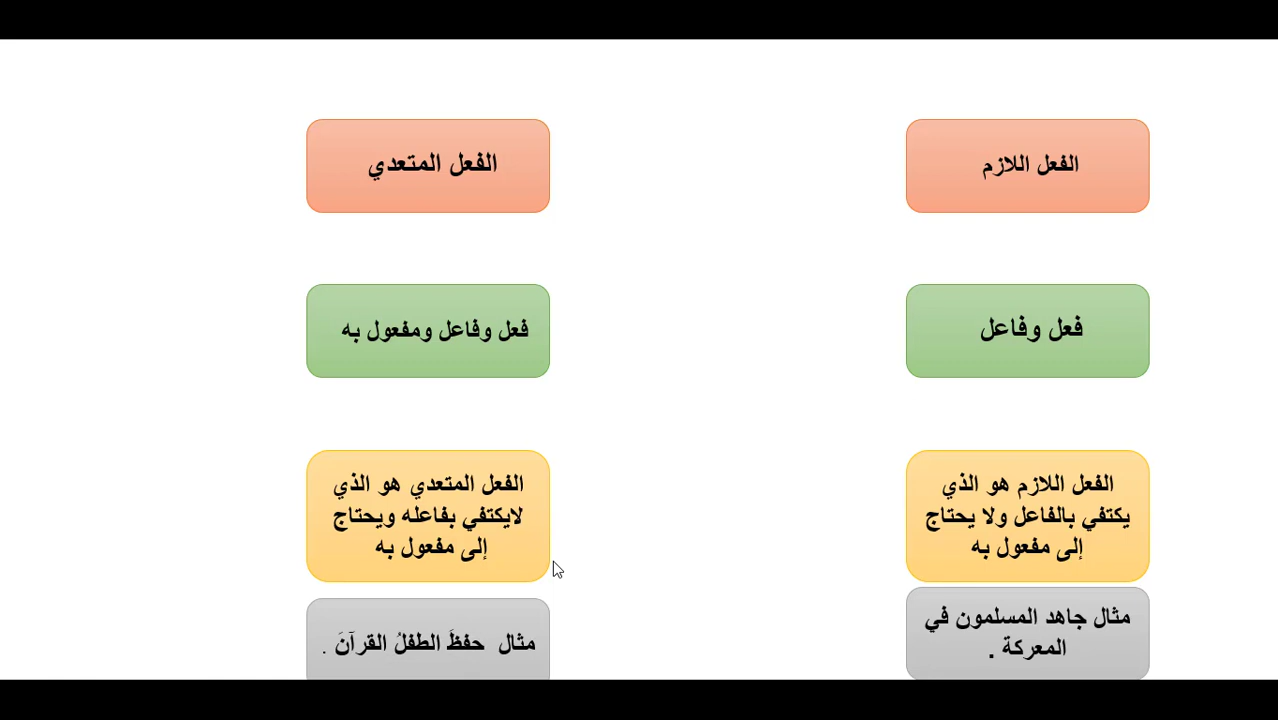 الفعل اللازم
الفعل المتعدي
فعل وفاعل
فعل وفاعل ومفعول به
الفعل اللازم هو الذي
يكتفي بالفاعل ولا يحتاج
إلى مفعول به
الفعل المتعدي هو الذي
لايكتفي بفاعله ويحتاج
إلى مفعول به
مثال جاهد المسلمون في
المعركة .
مثال حفظَ الطفلُ القرآنَ .